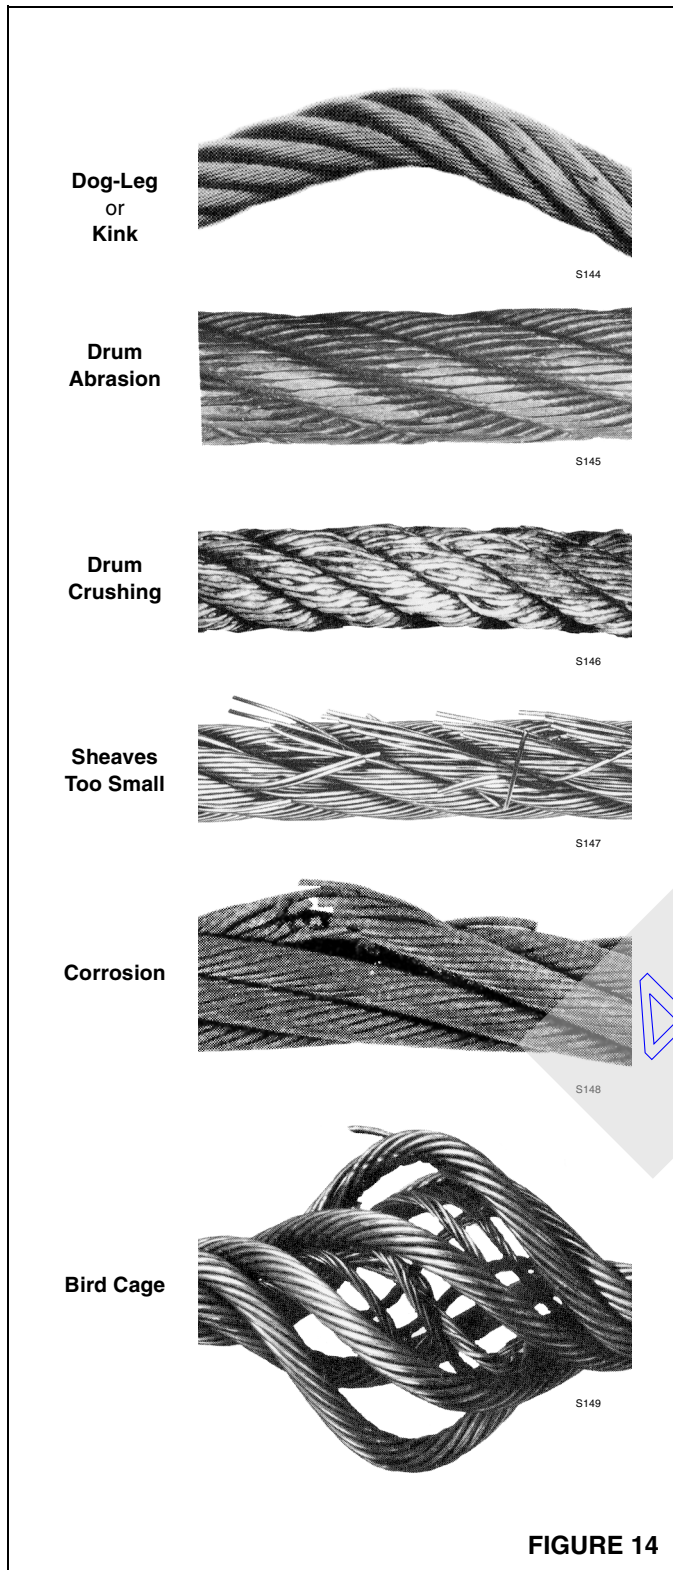 Dog-Leg
or
Kink
S144
Drum
Abrasion
S145
Drum
Crushing
S146
Sheaves
Too Small
S147
Corrosion
S148
Bird Cage
S149
FIGURE 14